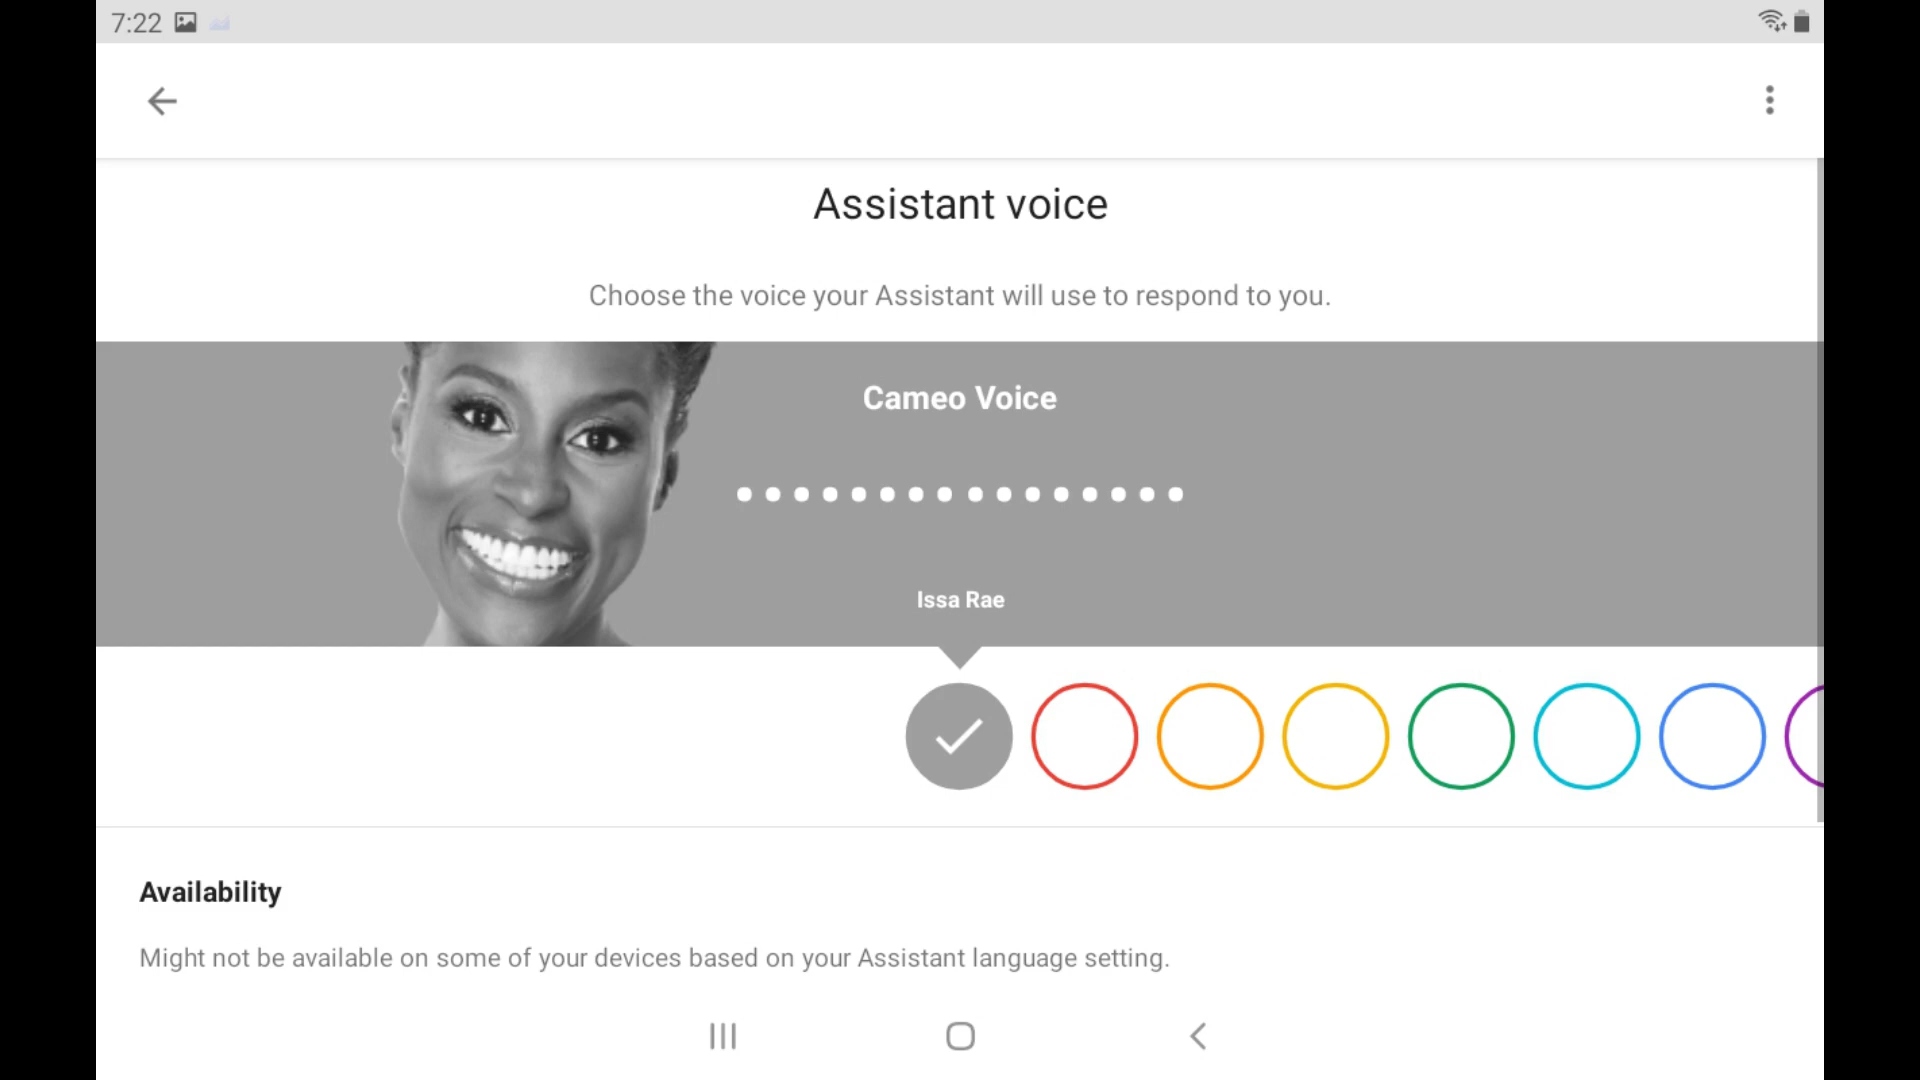 7:22
Assistant voice
Choose the voice your Assistant will use to respond to you.
Cameo Voice
Issa Rae
Availability
Might not be available on some of your devices based on your Assistant language setting.